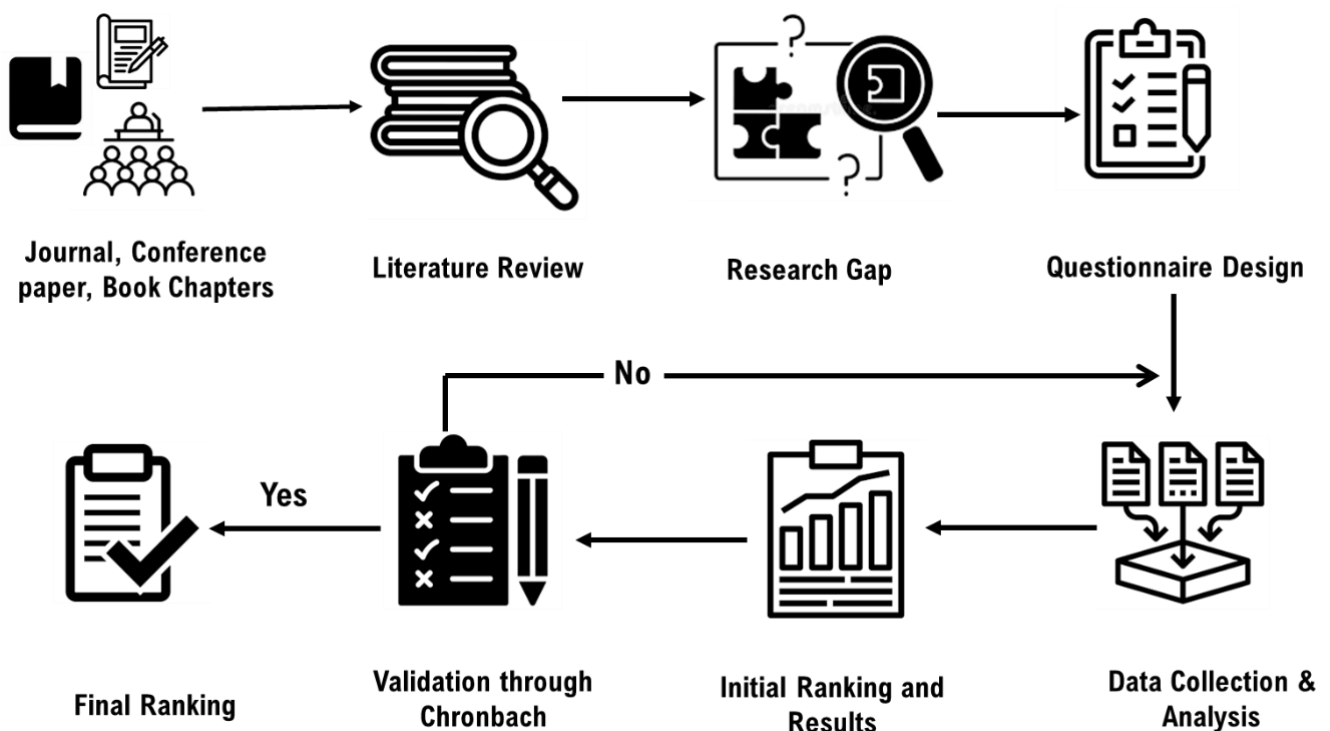 Journal, Conference
paper, Book Chapters
Literature Review
Research Gap
Questionnaire Design
No
Yes
Final Ranking
Validation through
Chronbach
Initial Ranking and
Results
Data Collection &
Analysis